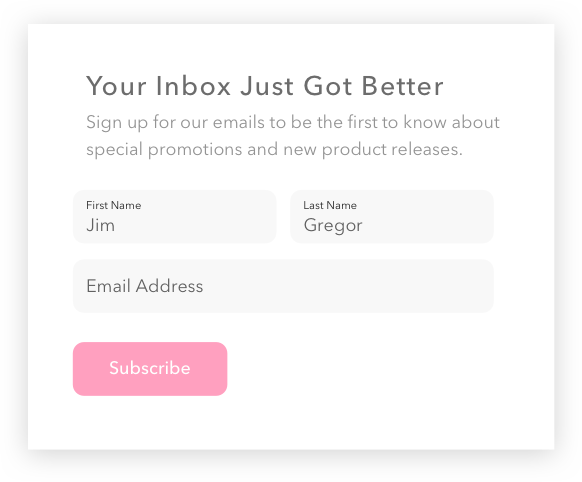 Your Inbox Just Got Better
Sign up for our emails to be the first to know about
special promotions and new product releases.
First Name
Last Name
Jim
Gregor
Email Address
Subscribe